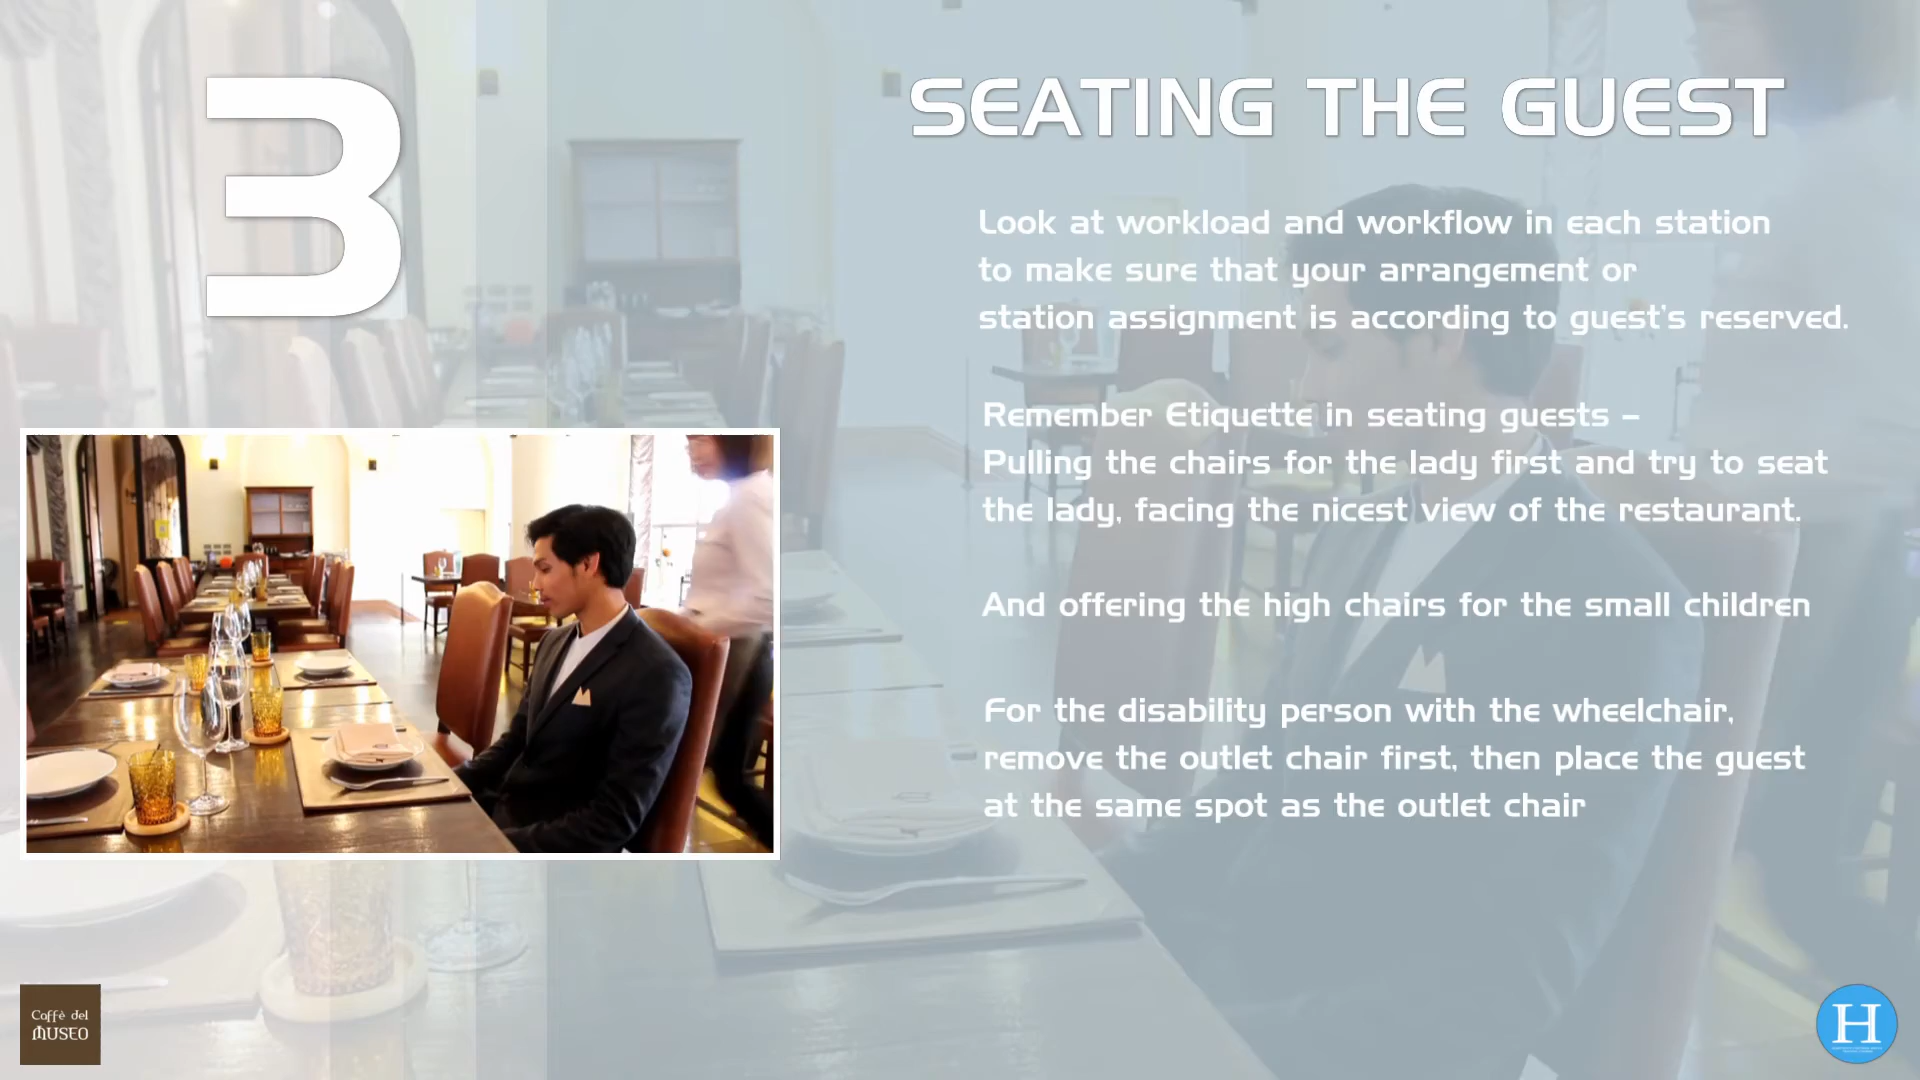 3
SEATING THE GUEST
Look at workload and workflow in each station
to make sure that your arrangement or
station assignment is according to guest's reserved.
Remember Etiquette in seating guests –
Pulling the chairs for the lady first and try to seat
the lady, facing the nicest view of the restaurant.
And offering the high chairs for the small children
For the disability person with the wheelchair,
remove the outlet chair first, then place the guest
at the same spot as the outlet chair
Caffè del
MUSEO
H